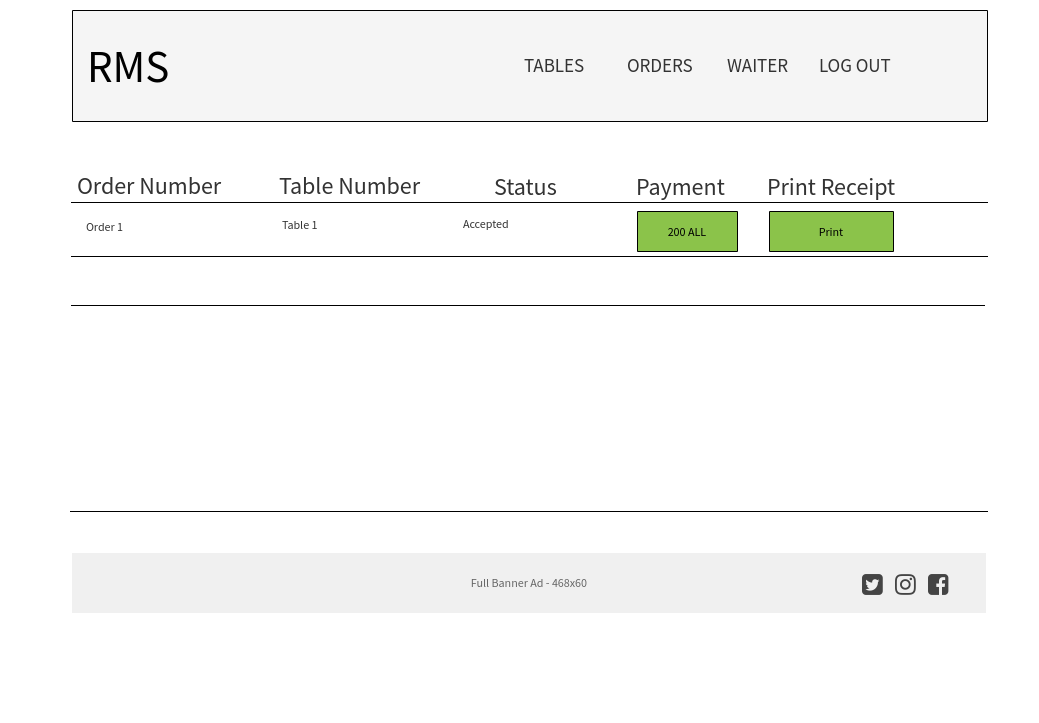 RMS
TABLES ORDERS WAITER LOG OUT
Order Number Table Number Status Payment Print Receipt
Order 1 Table 1 Accepted 200 ALL Print
Full Banner Ad - 468x60